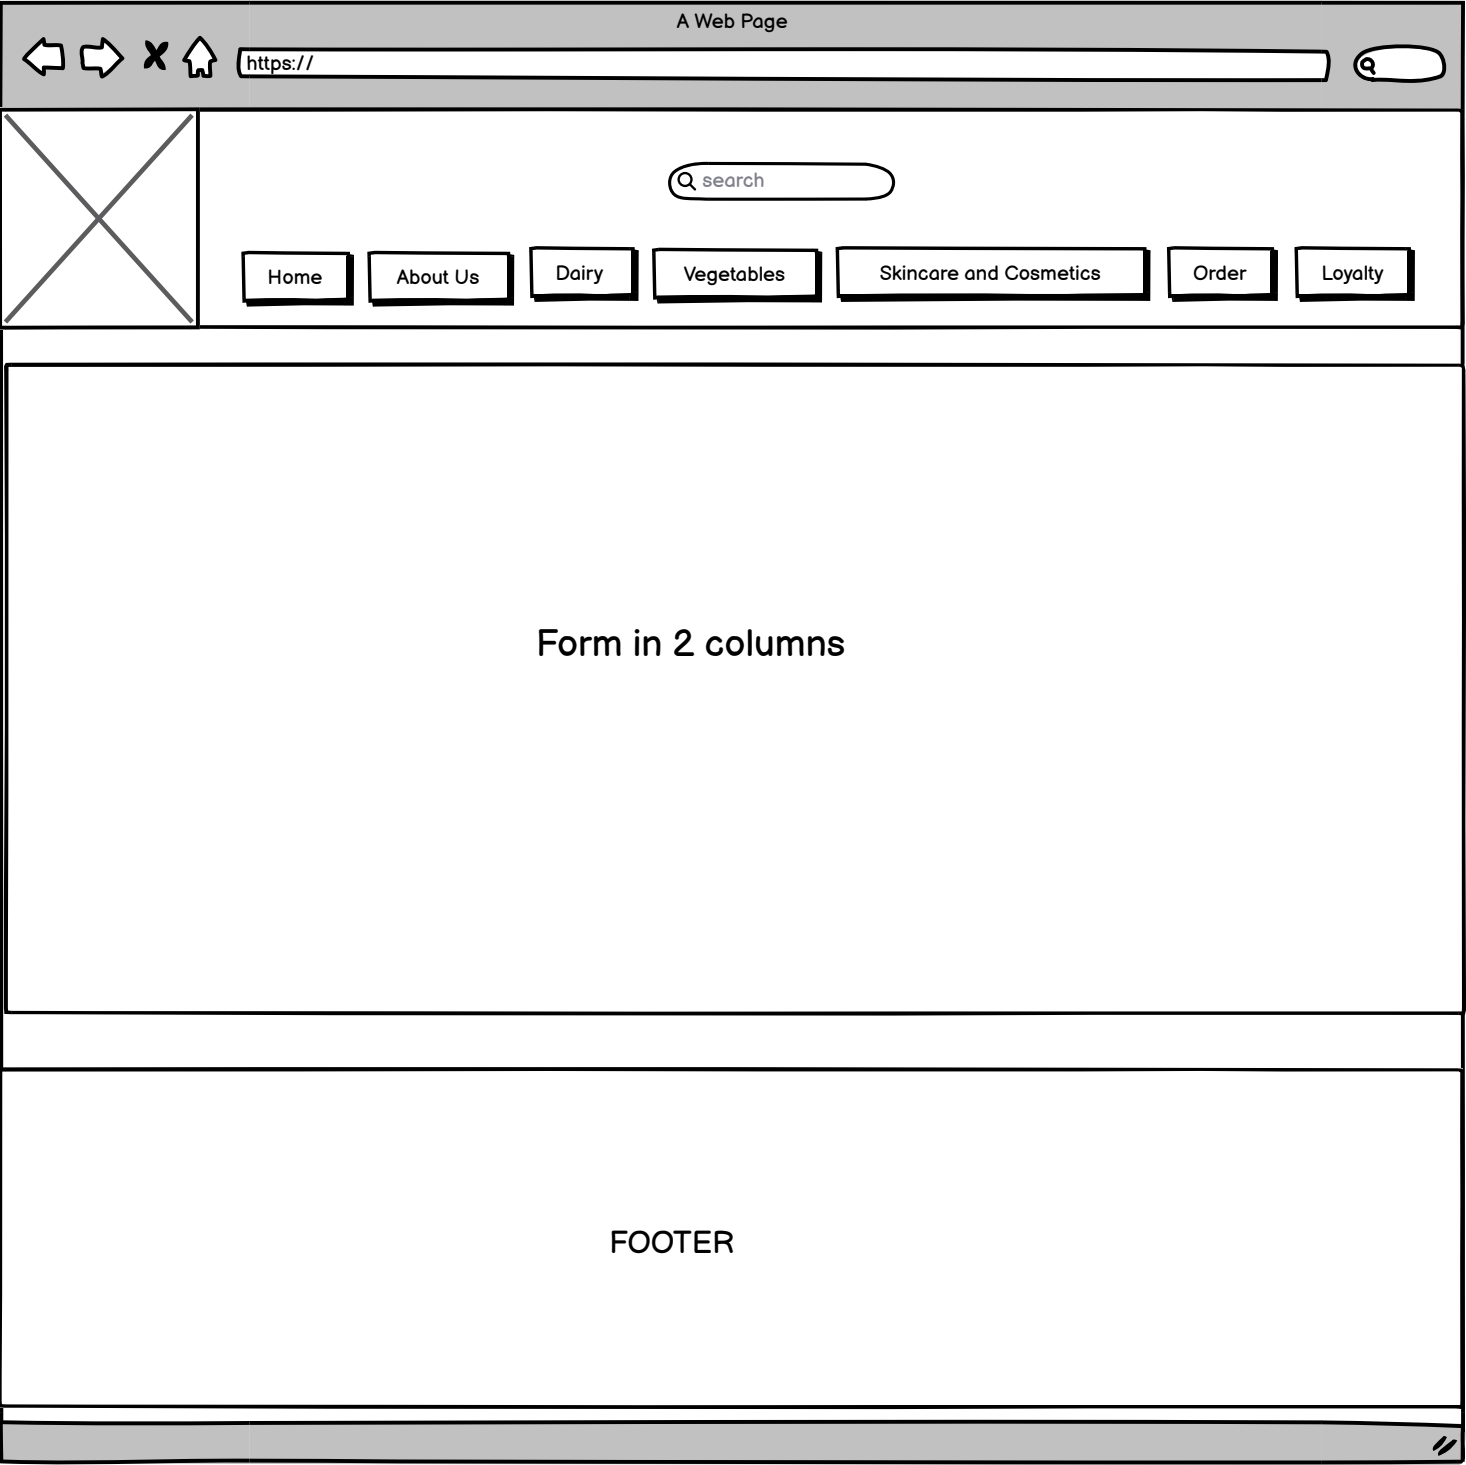 A Web Page
https://
search
Home
About Us
Dairy
Vegetables
Skincare and Cosmetics
Order
Loyalty
Form in 2 columns
FOOTER